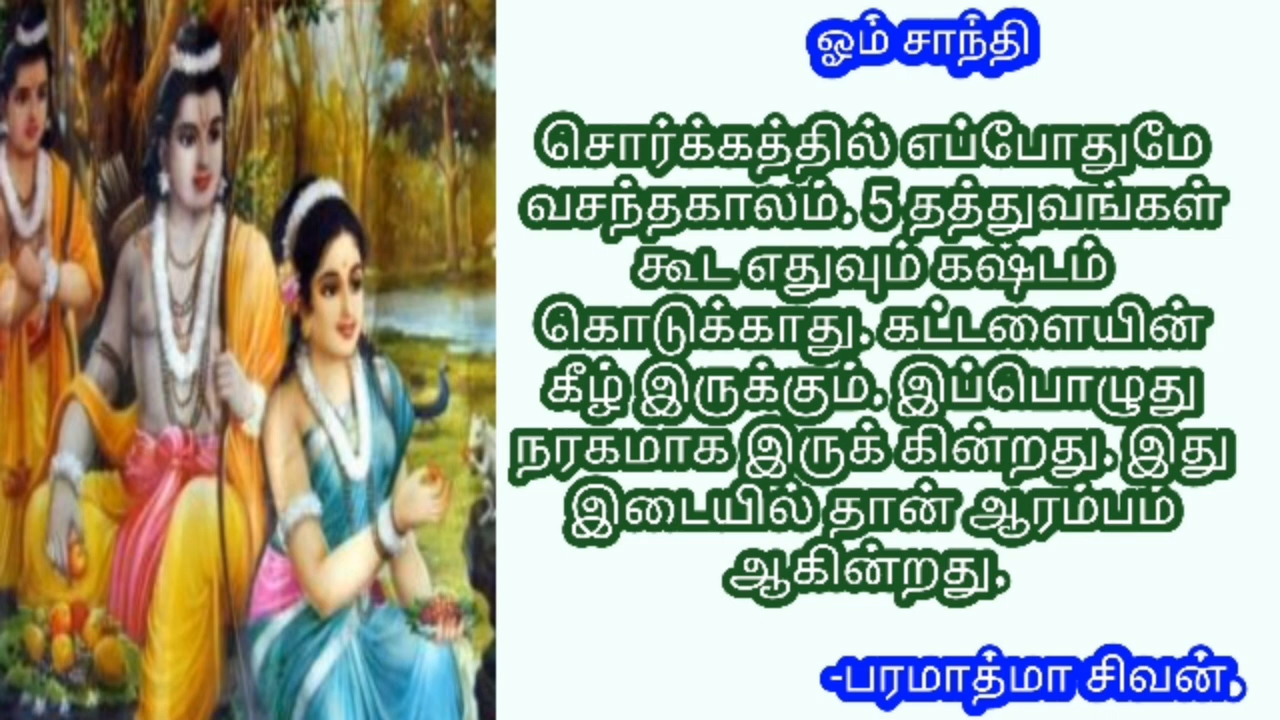 ஓம் சாந்தி
சொர்க்கத்தில் எப்போதுமே
வசந்தகாலம். 5 தத்துவங்கள்
கூட எதுவும் கஷ்டம்
கொடுக்காது. கட்டளையின்
கீழ் இருக்கும். இப்பொழுது
நரகமாக இருக் கின்றது. இது
இடையில் தான் ஆரம்பம்
ஆகின்றது.
-பரமாத்மா சிவன்.